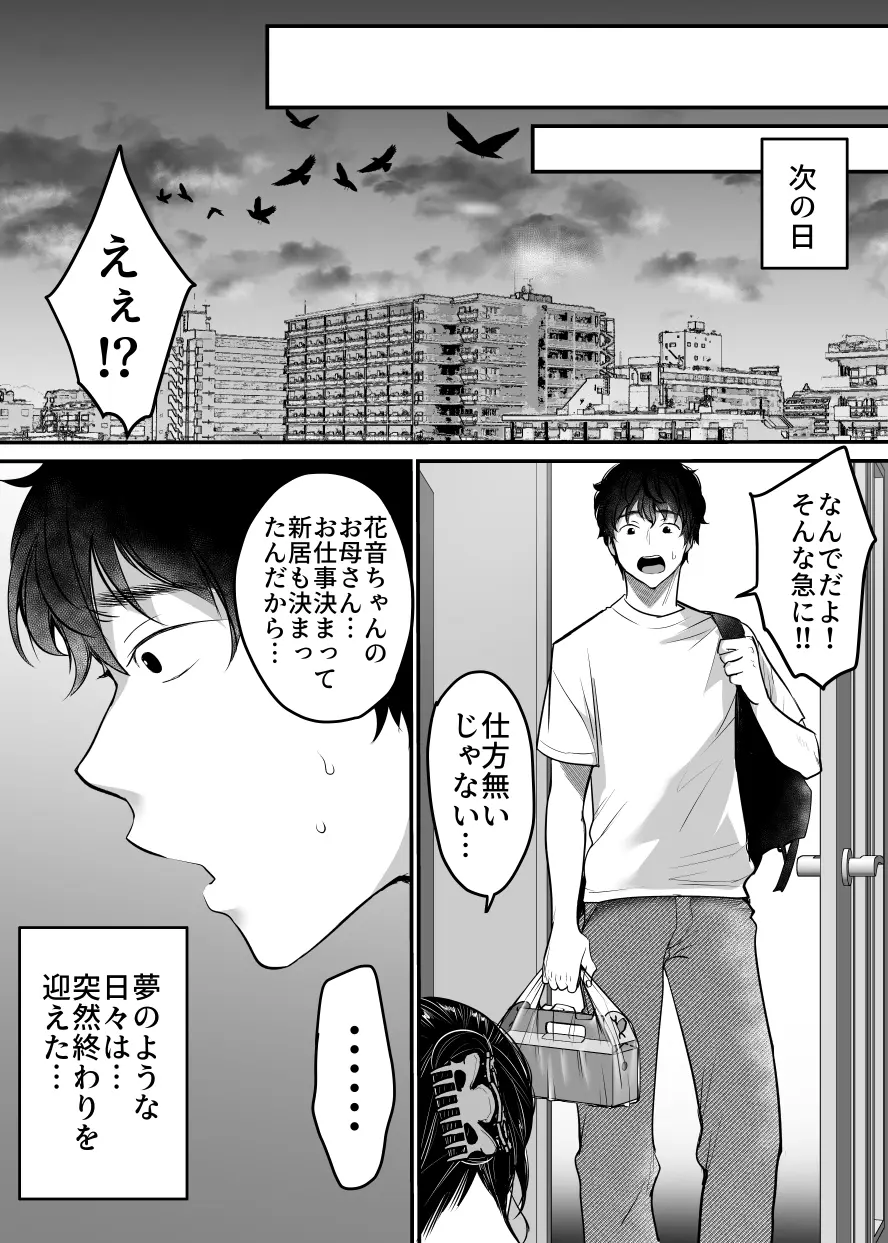 次の日
えぇ!?
なんでだよ!
そんな急に!!
仕方無い
じゃない…
花音ちゃんの
お母さん…
お仕事決まって
新居も決まっ
たんだから…
……
夢のような
日々は…
突然終わりを
迎えた…